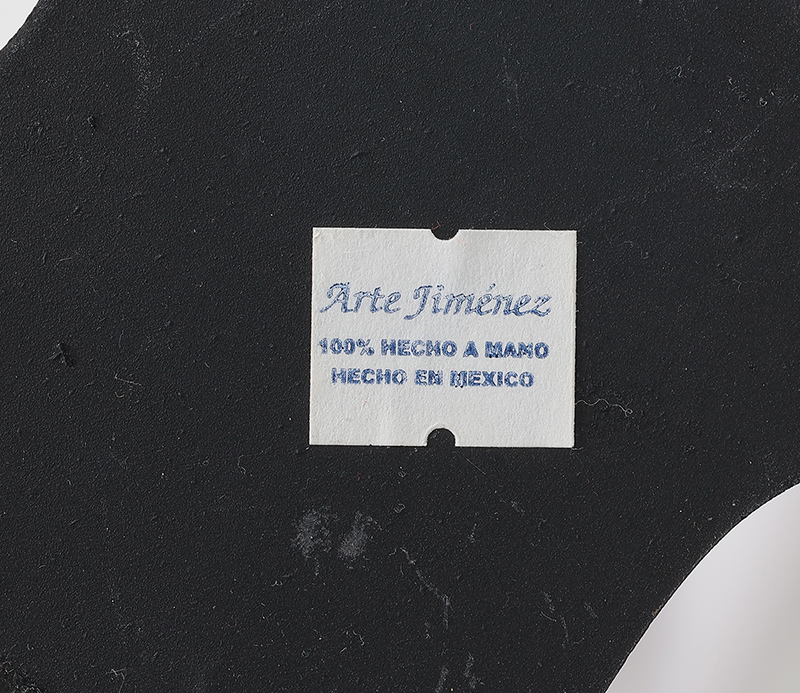 Arte Jiménez
100% HECHO A MANO
HECHO EN MEXICO